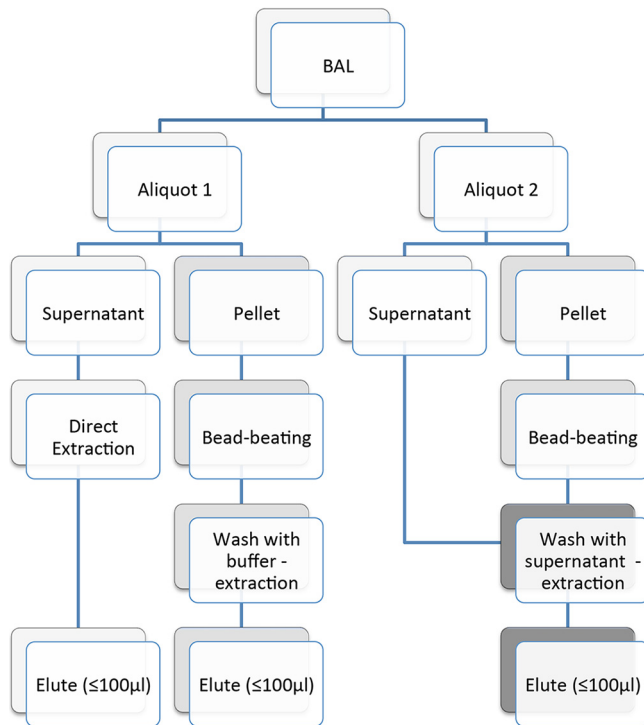 BAL
Aliquot 1
Aliquot 2
Supernatant
Pellet
Supernatant
Pellet
Direct
Extraction
Bead-beating
Bead-beating
Wash with
buffer -
extraction
Wash with
supernatant -
extraction
Elute (≤100µl)
Elute (≤100µl)
Elute (≤100µl)